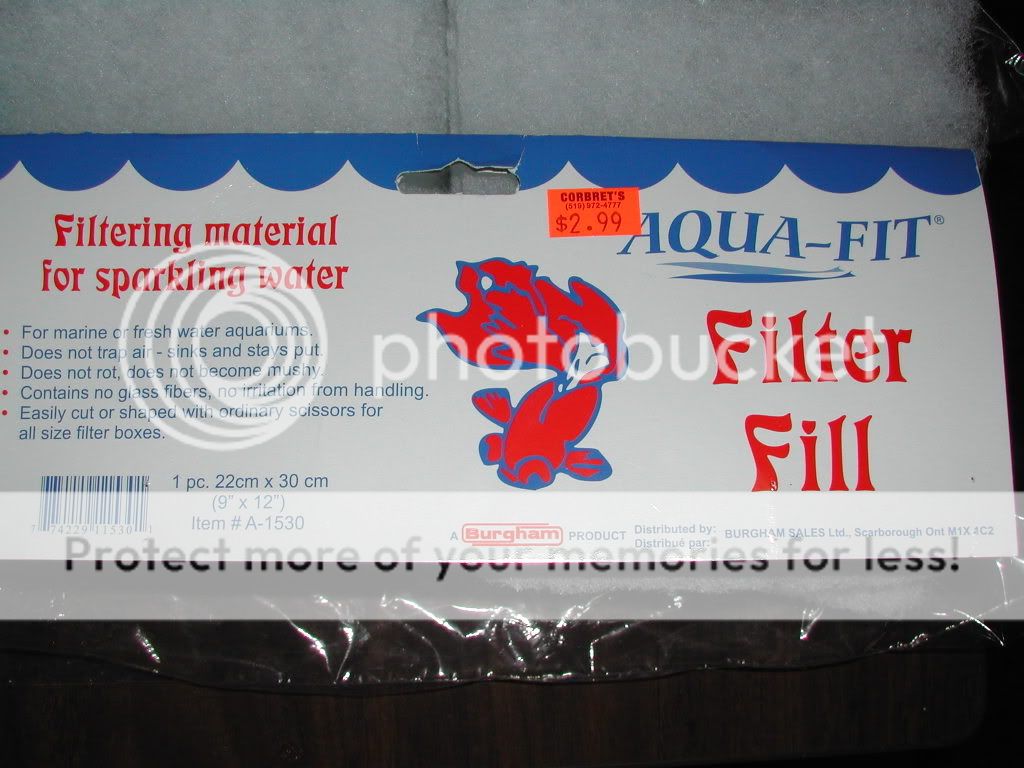 CORBRET'S
(519) 972-4777
$2.99
AQUA-FIT®
Filtering material
for sparkling water
• For marine or fresh water aquariums.
• Does not trap air - sinks and stays put.
• Does not rot, does not become mushy.
• Contains no glass fibers, no irritation from handling.
• Easily cut or shaped with ordinary scissors for
all size filter boxes.
Filter
Fill
1 pc. 22cm x 30 cm
(9" x 12")
Item # A-1530
7 74229 11530 1
A Burgham PRODUCT
Distributed by:
Distribué par:
BURGHAM SALES Ltd., Scarborough Ont M1X 4C2
photobucket
Protect more of your memories for less!